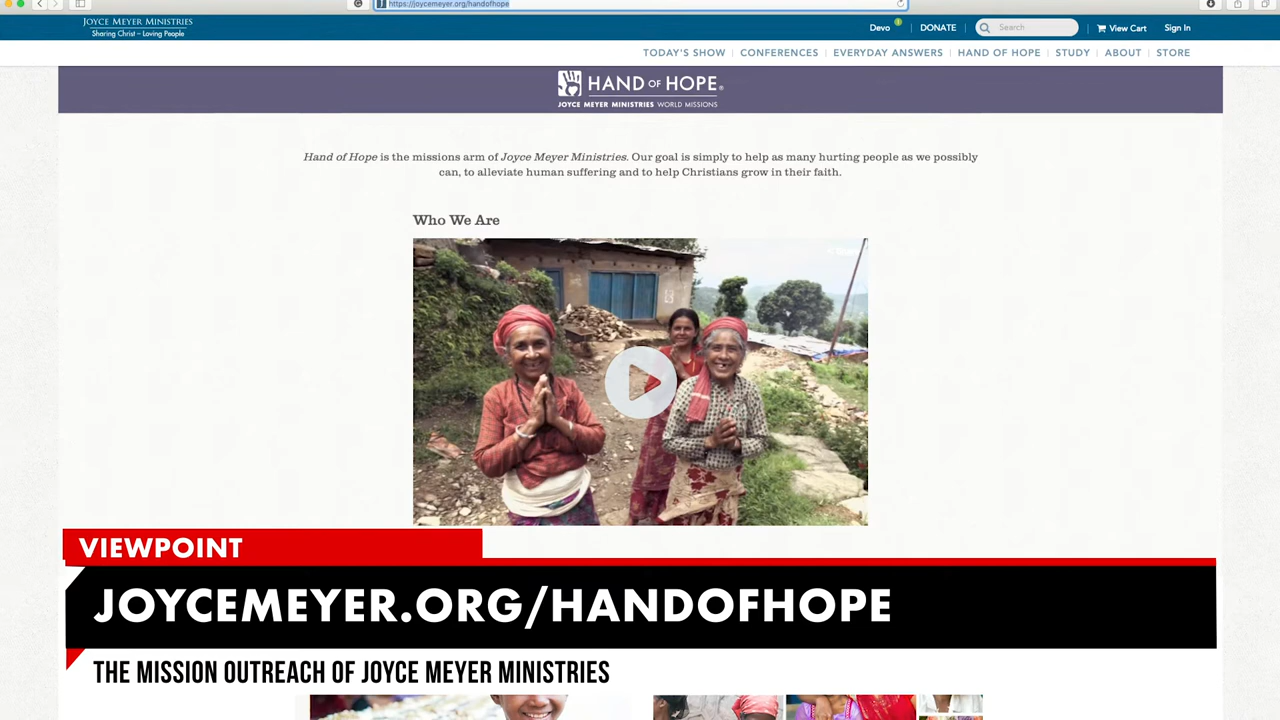 https://joycemeyer.org/handofhope
JOYCE MEYER MINISTRIES
Sharing Christ – Loving People
Devo
DONATE
Search
View Cart
Sign In
TODAY'S SHOW
CONFERENCES
EVERYDAY ANSWERS
HAND OF HOPE
STUDY
ABOUT
STORE
HAND OF HOPE®
JOYCE MEYER MINISTRIES WORLD MISSIONS
Hand of Hope is the missions arm of Joyce Meyer Ministries. Our goal is simply to help as many hurting people as we possibly
can, to alleviate human suffering and to help Christians grow in their faith.
Who We Are
VIEWPOINT
JOYCEMEYER.ORG/HANDOFHOPE
THE MISSION OUTREACH OF JOYCE MEYER MINISTRIES